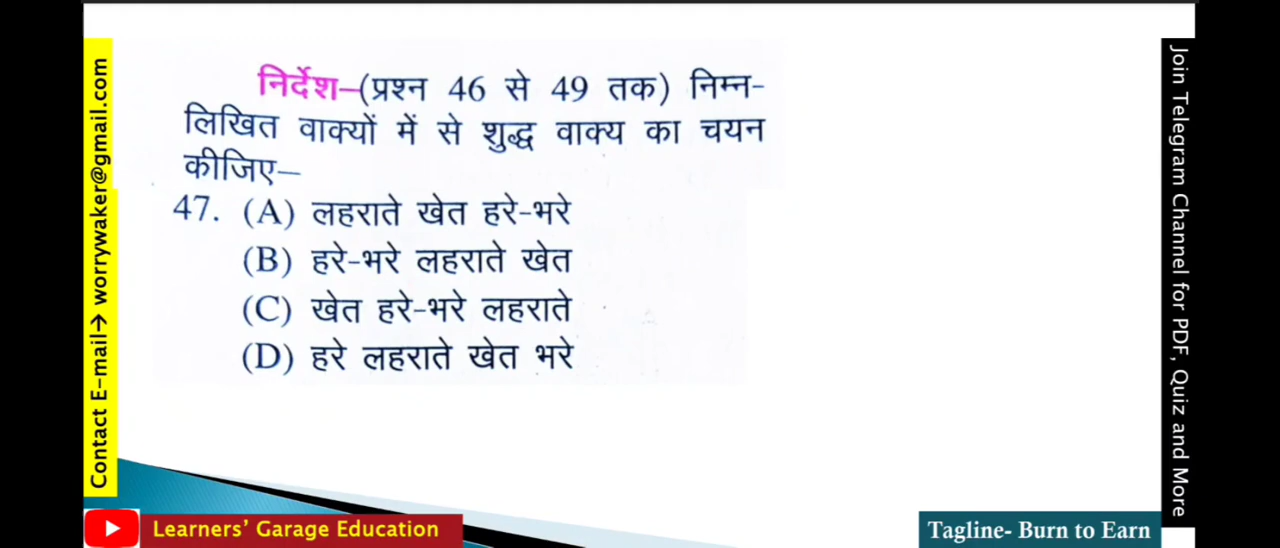 निर्देश–(प्रश्न 46 से 49 तक) निम्न-
लिखित वाक्यों में से शुद्ध वाक्य का चयन
कीजिए–
47. (A) लहराते खेत हरे-भरे
(B) हरे-भरे लहराते खेत
(C) खेत हरे-भरे लहराते
(D) हरे लहराते खेत भरे
Contact E-mail→ worrywaker@gmail.com
Join Telegram Channel for PDF, Quiz and More
Learners' Garage Education
Tagline- Burn to Earn